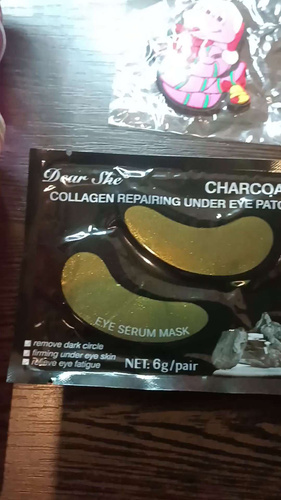 Dear She
CHARCOA
COLLAGEN REPAIRING UNDER EYE PATC
EYE SERUM MASK
remove dark circle
firming under eye skin
relieve eye fatigue
NET: 6g/pair